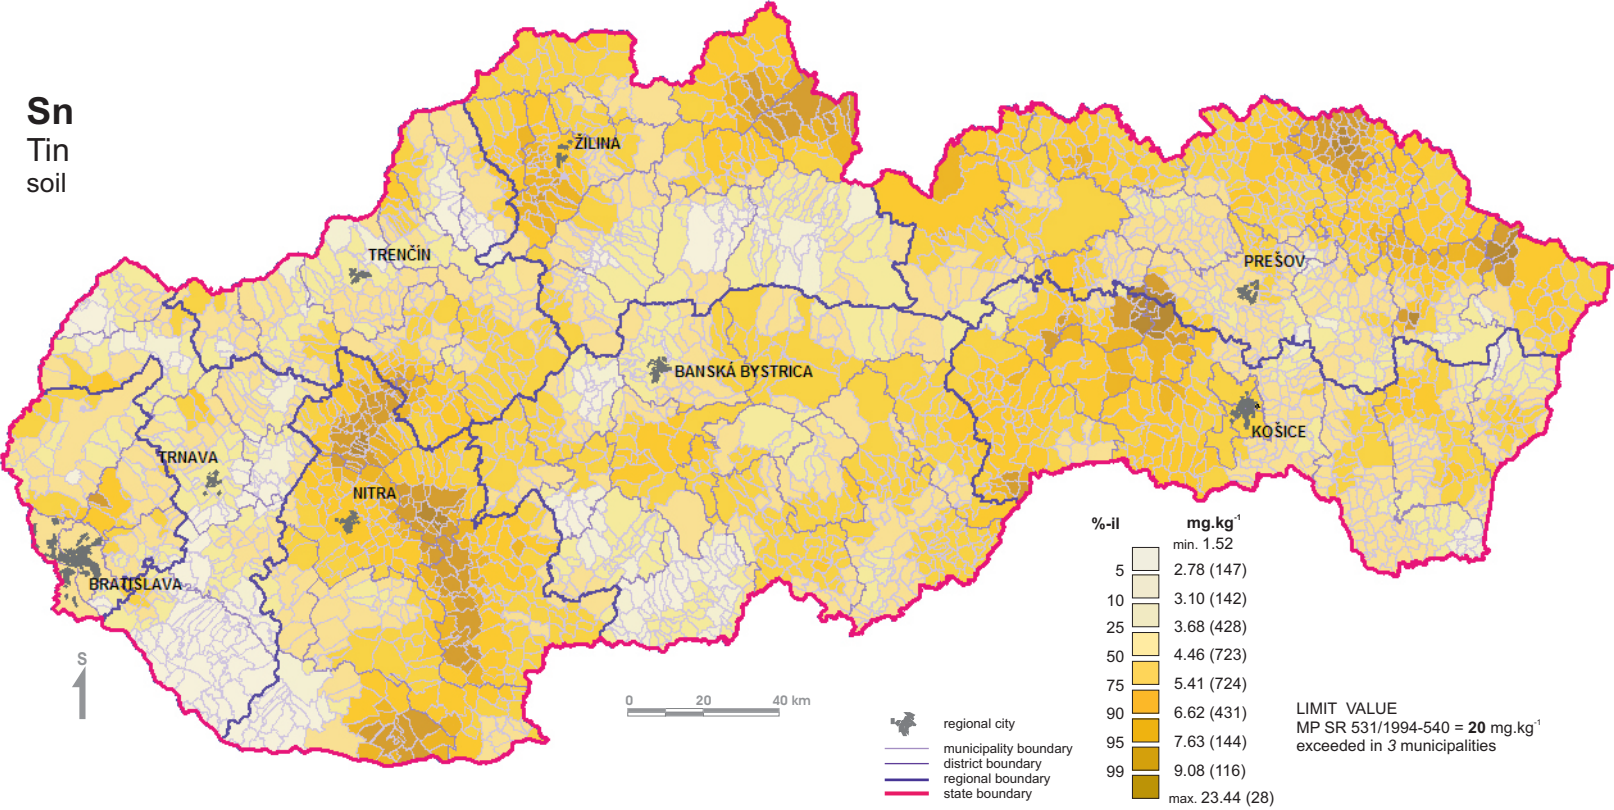 Sn
Tin
soil
ŽILINA
TRENČÍN
PREŠOV
BANSKÁ BYSTRICA
KOŠICE
TRNAVA
NITRA
BRATISLAVA
S
0 20 40 km
regional city
municipality boundary
district boundary
regional boundary
state boundary
%-il mg.kg⁻¹
min. 1.52
5 2.78 (147)
10 3.10 (142)
25 3.68 (428)
50 4.46 (723)
75 5.41 (724)
90 6.62 (431)
95 7.63 (144)
99 9.08 (116)
max. 23.44 (28)
LIMIT VALUE
MP SR 531/1994-540 = 20 mg.kg⁻¹
exceeded in 3 municipalities